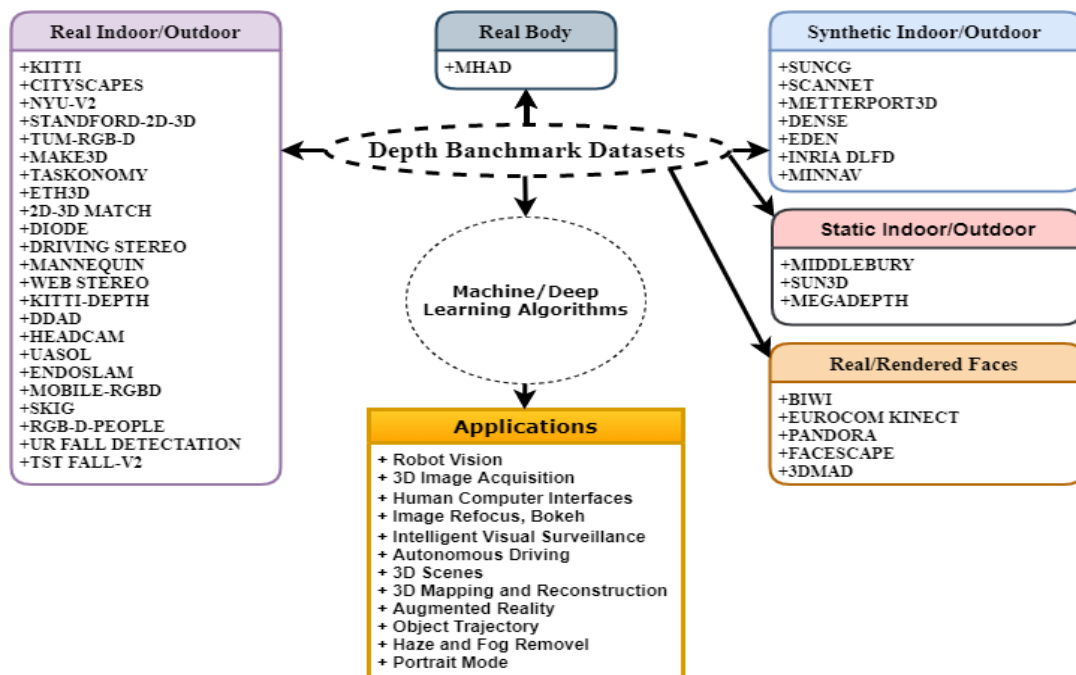 Real Indoor/Outdoor
+KITTI
+CITYSCAPES
+NYU-V2
+STANDFORD-2D-3D
+TUM-RGB-D
+MAKE3D
+TASKONOMY
+ETH3D
+2D-3D MATCH
+DIODE
+DRIVING STEREO
+MANNEQUIN
+WEB STEREO
+KITTI-DEPTH
+DDAD
+HEADCAM
+UASOL
+ENDOSLAM
+MOBILE-RGBD
+SKIG
+RGB-D-PEOPLE
+UR FALL DETECTATION
+TST FALL-V2
Real Body
+MHAD
Depth Banchmark Datasets
Machine/Deep
Learning Algorithms
Applications
+ Robot Vision
+ 3D Image Acquisition
+ Human Computer Interfaces
+ Image Refocus, Bokeh
+ Intelligent Visual Surveillance
+ Autonomous Driving
+ 3D Scenes
+ 3D Mapping and Reconstruction
+ Augmented Reality
+ Object Trajectory
+ Haze and Fog Removel
+ Portrait Mode
Synthetic Indoor/Outdoor
+SUNCG
+SCANNET
+METTERPORT3D
+DENSE
+EDEN
+INRIA DLFD
+MINNAV
Static Indoor/Outdoor
+MIDDLEBURY
+SUN3D
+MEGADEPTH
Real/Rendered Faces
+BIWI
+EUROCOM KINECT
+PANDORA
+FACESCAPE
+3DMAD